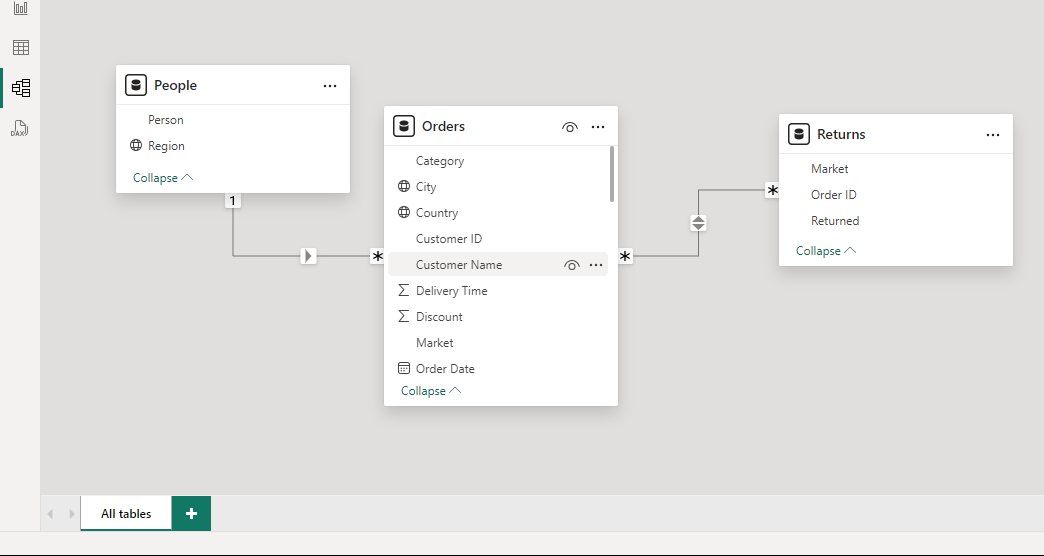 People
Person
Region
Collapse
1
Orders
Category
City
Country
Customer ID
Customer Name
Delivery Time
Discount
Market
Order Date
Collapse
*
*
*
Returns
Market
Order ID
Returned
Collapse
DAX
All tables